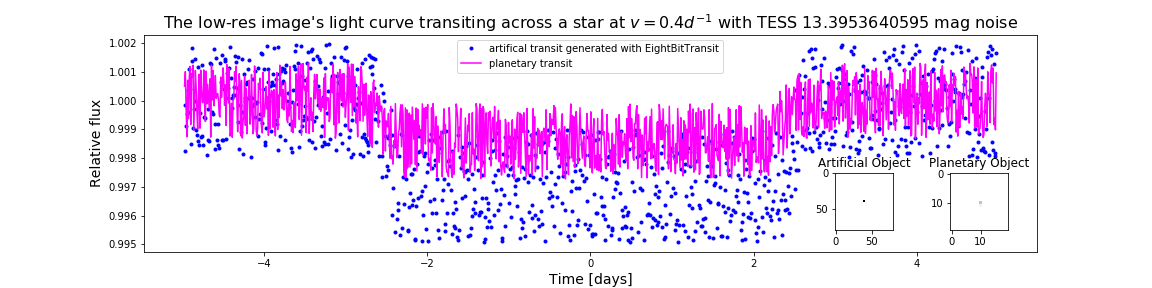 The low-res image's light curve transiting across a star at v = 0.4d⁻¹ with TESS 13.3953640595 mag noise
artifical transit generated with EightBitTransit
planetary transit
Relative flux
1.002
1.001
1.000
0.999
0.998
0.997
0.996
0.995
Artificial Object
0
50
0 50
Planetary Object
0
10
0 10
−4 −2 0 2 4
Time [days]